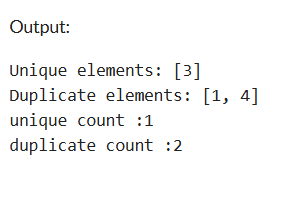 Output:
Unique elements: [3]
Duplicate elements: [1, 4]
unique count :1
duplicate count :2